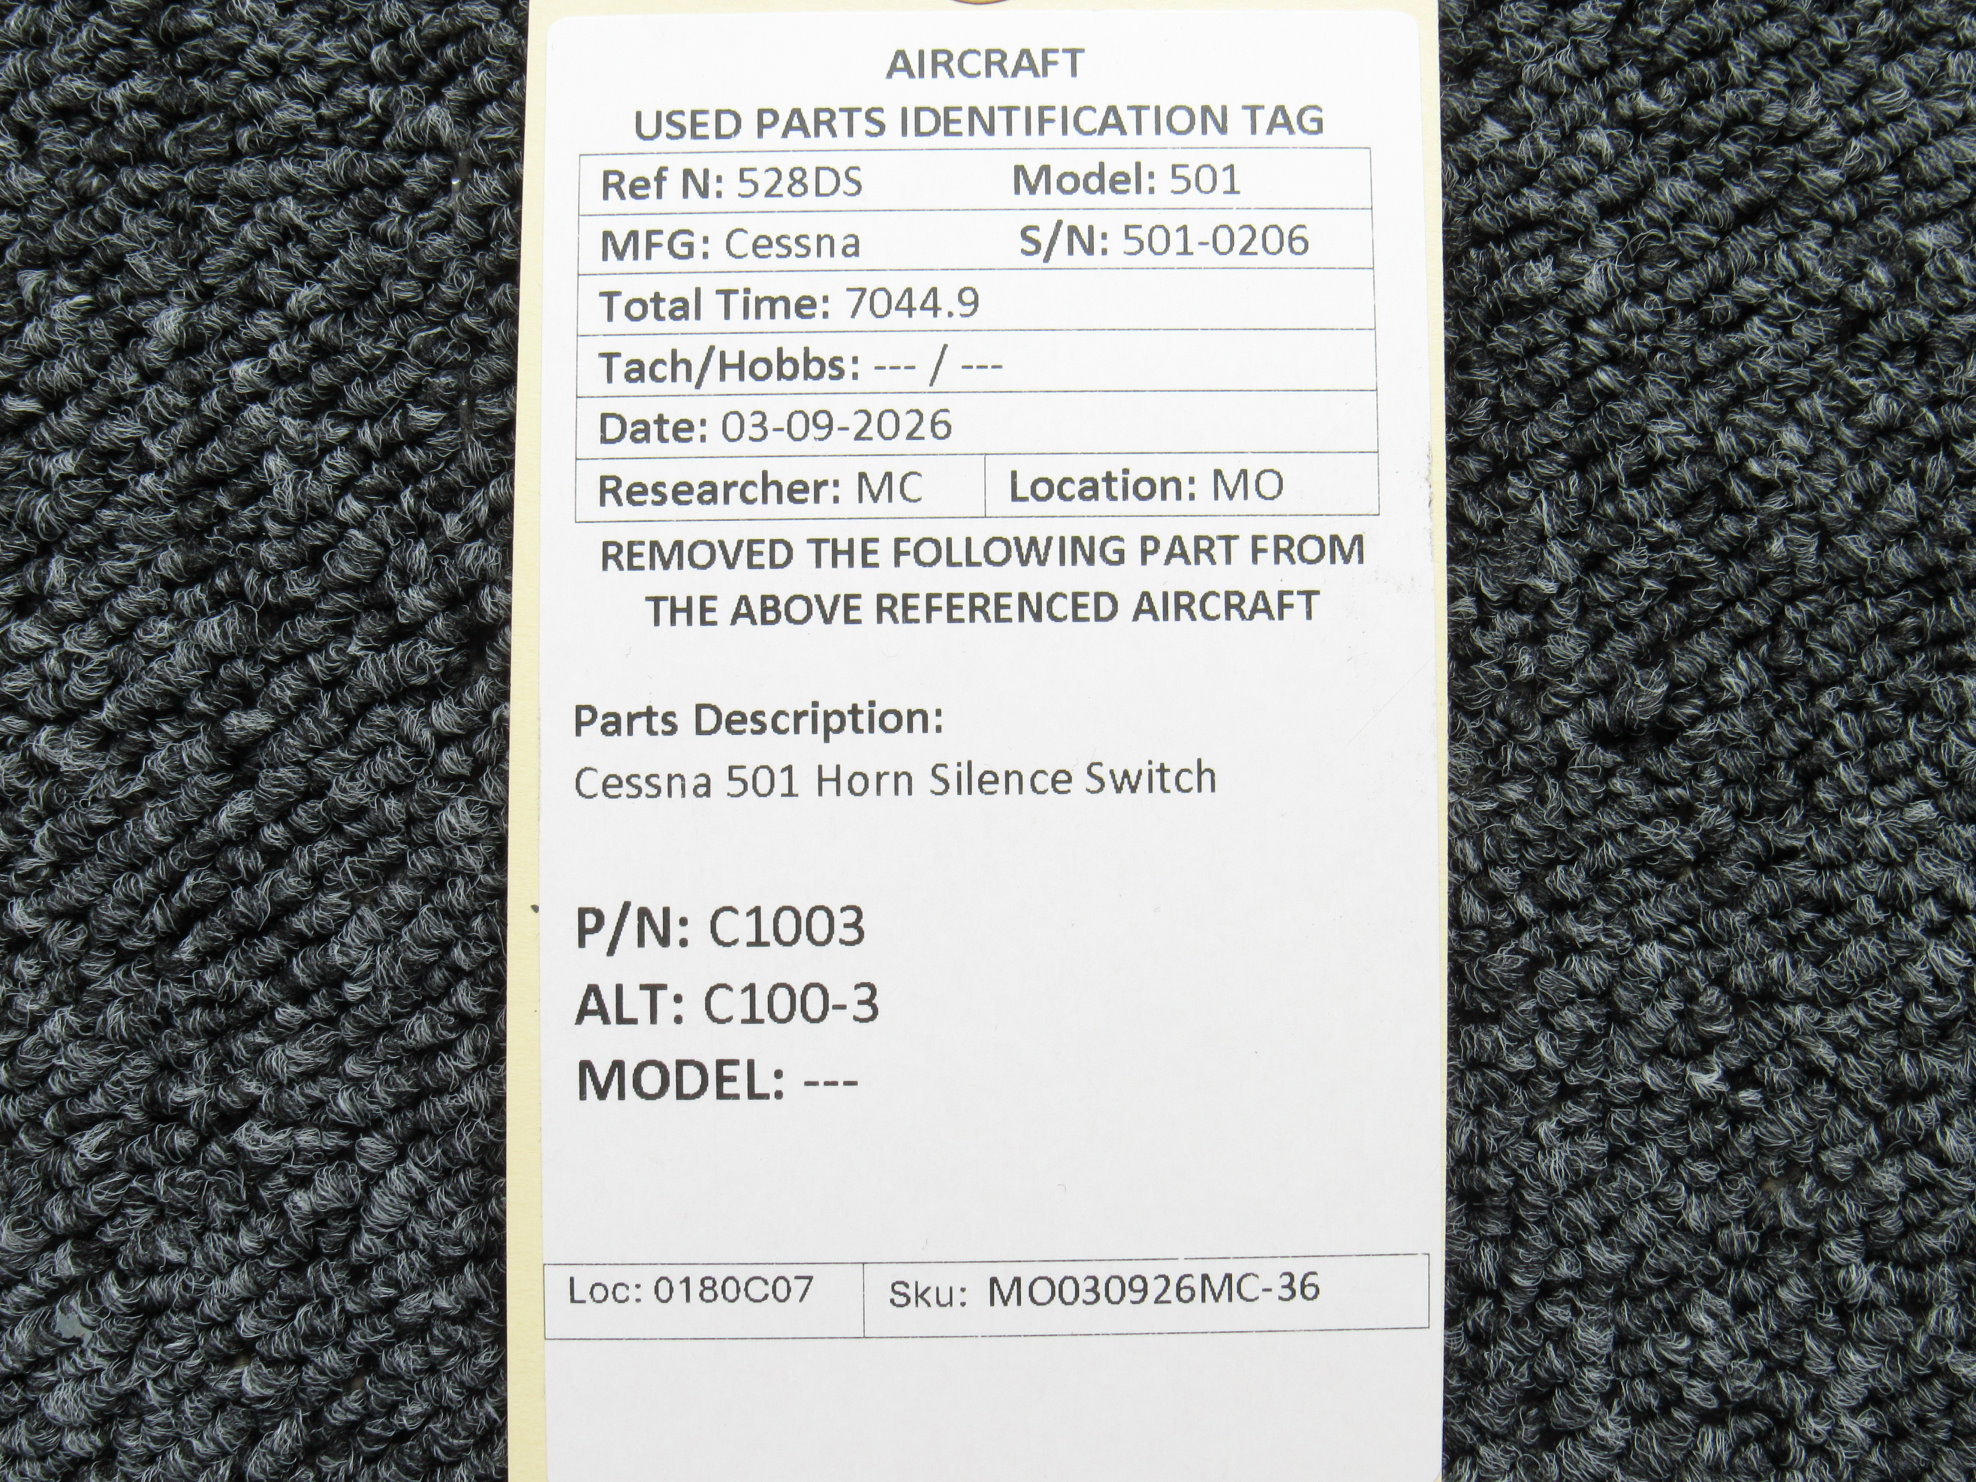 AIRCRAFT
USED PARTS IDENTIFICATION TAG
Ref N: 528DS Model: 501
MFG: Cessna S/N: 501-0206
Total Time: 7044.9
Tach/Hobbs: --- / ---
Date: 03-09-2026
Researcher: MC Location: MO
REMOVED THE FOLLOWING PART FROM
THE ABOVE REFERENCED AIRCRAFT
Parts Description:
Cessna 501 Horn Silence Switch
P/N: C1003
ALT: C100-3
MODEL: ---
Loc: 0180C07 Sku: MO030926MC-36